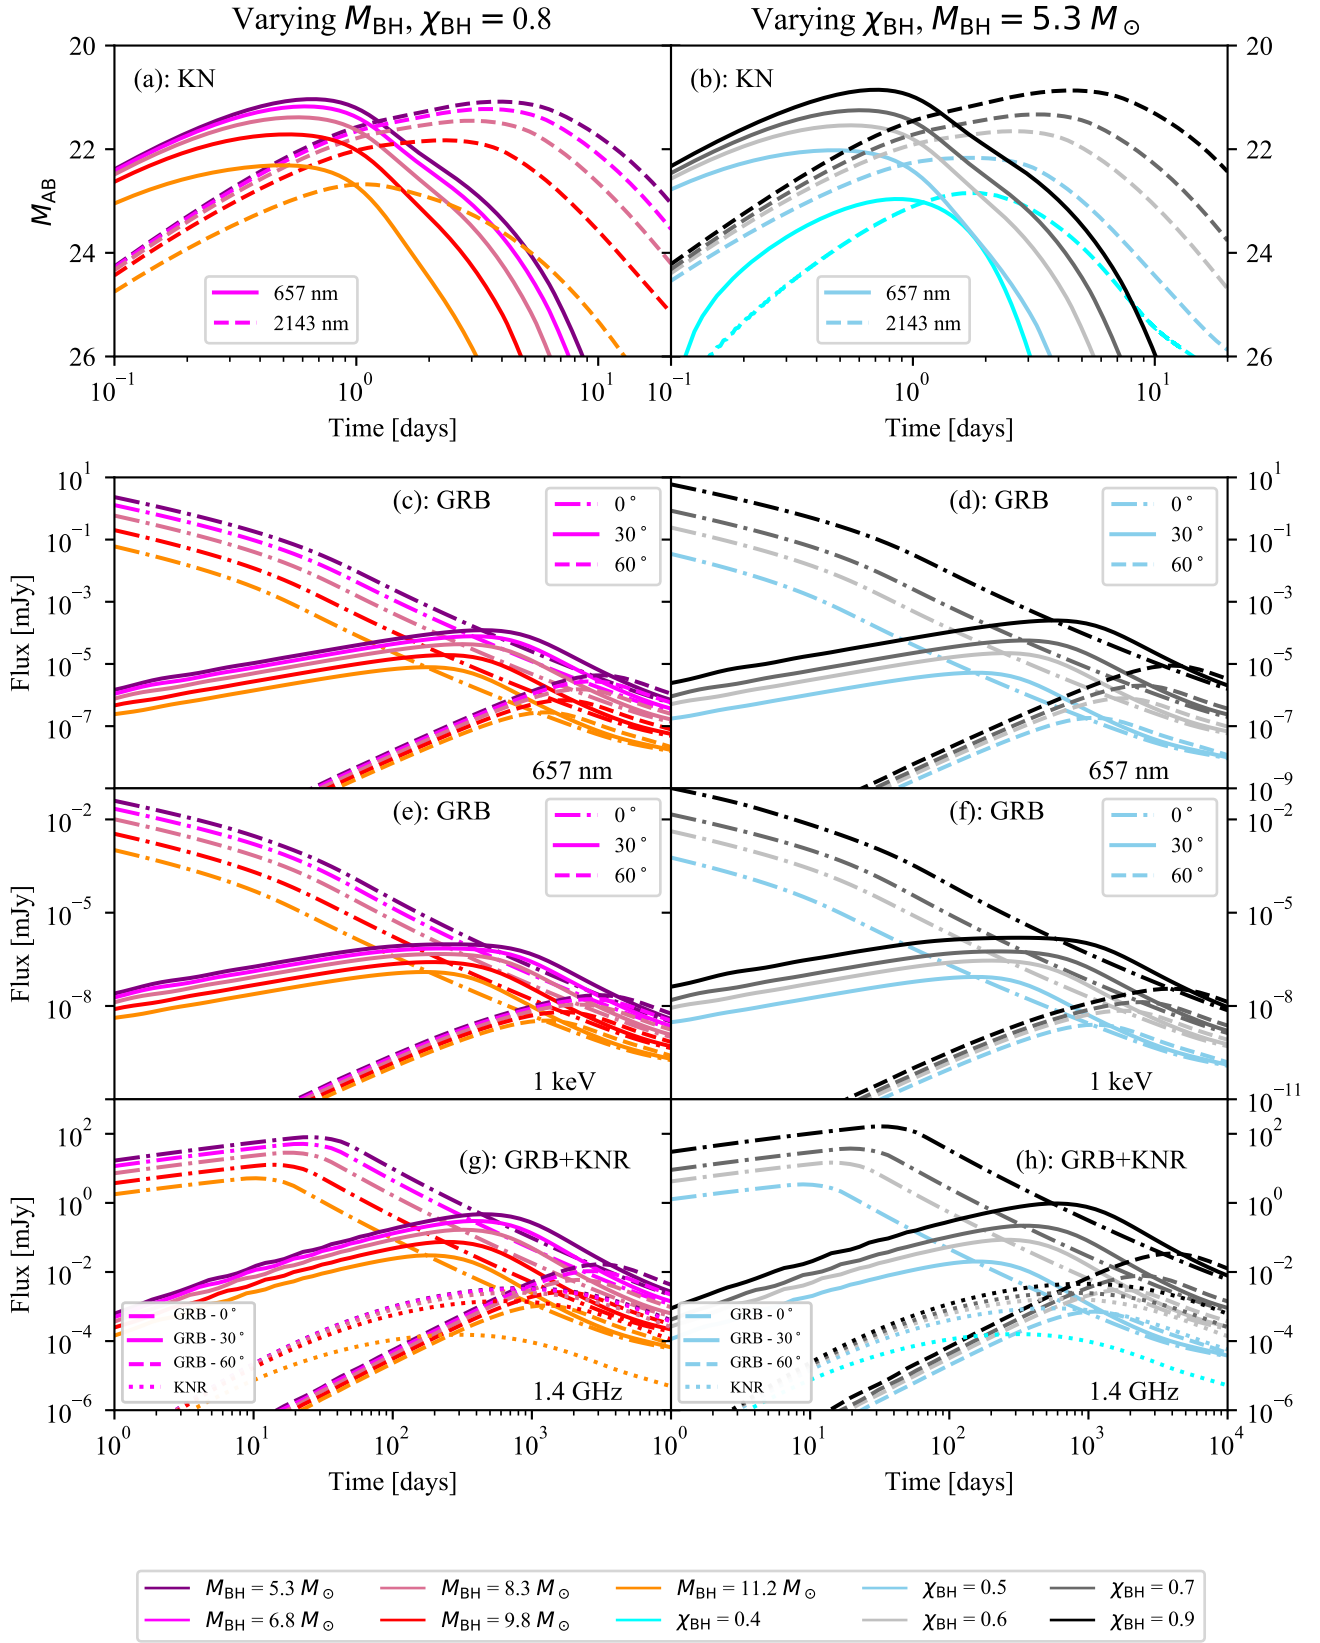 Varying M_BH, χ_BH = 0.8
Varying χ_BH, M_BH = 5.3 M_⊙
20
20
(a): KN
(b): KN
22
22
M_AB
24
24
657 nm
2143 nm
657 nm
2143 nm
26
26
10^−1 10^0 10^1 10^−1 10^0 10^1
Time [days]
Time [days]
10^1
(c): GRB
0°
30°
60°
(d): GRB
0°
30°
60°
10^1
10^−1
10^−1
10^−3
10^−3
Flux [mJy]
10^−5
10^−5
10^−7
10^−7
657 nm
657 nm
10^−9
10^−2
(e): GRB
0°
30°
60°
(f): GRB
0°
30°
60°
10^−2
10^−5
10^−5
Flux [mJy]
10^−8
10^−8
1 keV
1 keV
10^−11
10^2
10^2
(g): GRB+KNR
(h): GRB+KNR
10^0
10^0
Flux [mJy]
10^−2
10^−2
GRB - 0°
GRB - 30°
GRB - 60°
KNR
GRB - 0°
GRB - 30°
GRB - 60°
KNR
10^−4
10^−4
1.4 GHz
1.4 GHz
10^−6
10^−6
10^0 10^1 10^2 10^3 10^0 10^1 10^2 10^3 10^4
Time [days]
Time [days]
M_BH = 5.3 M_⊙ M_BH = 8.3 M_⊙ M_BH = 11.2 M_⊙ χ_BH = 0.5 χ_BH = 0.7
M_BH = 6.8 M_⊙ M_BH = 9.8 M_⊙ χ_BH = 0.4 χ_BH = 0.6 χ_BH = 0.9